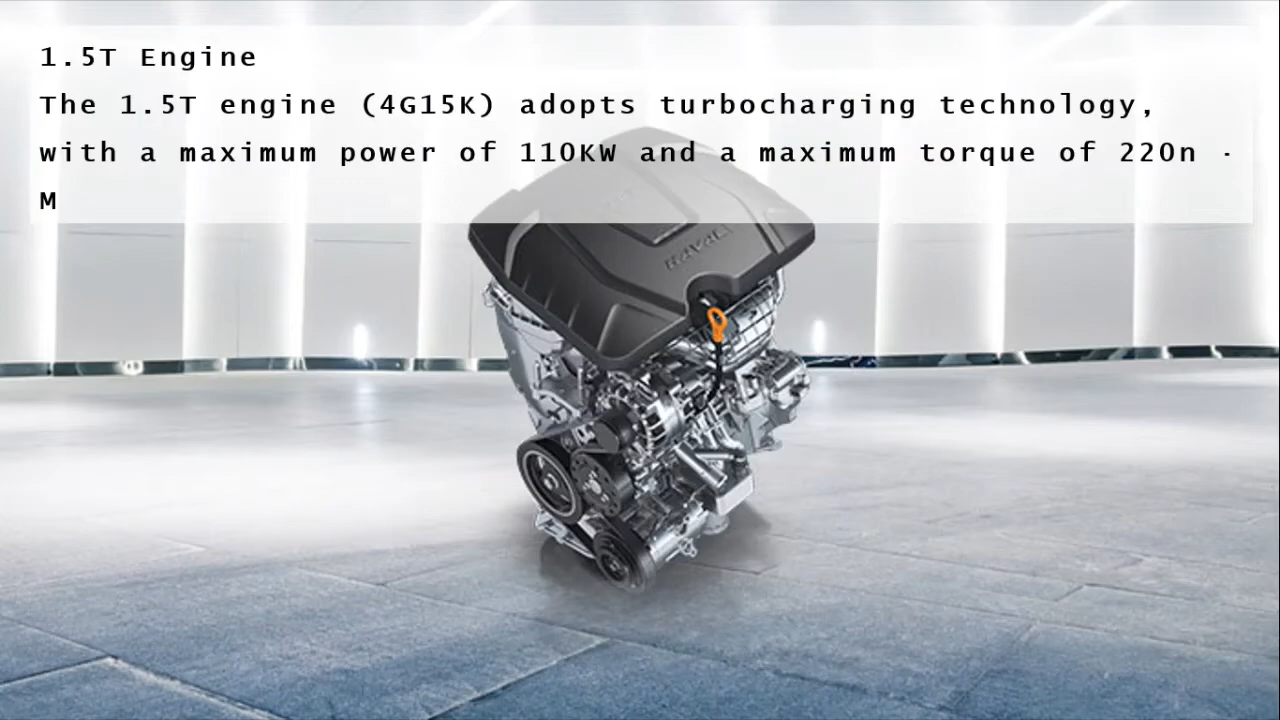 1.5T Engine
The 1.5T engine (4G15K) adopts turbocharging technology,
with a maximum power of 110KW and a maximum torque of 220n ·
M
HAVAL